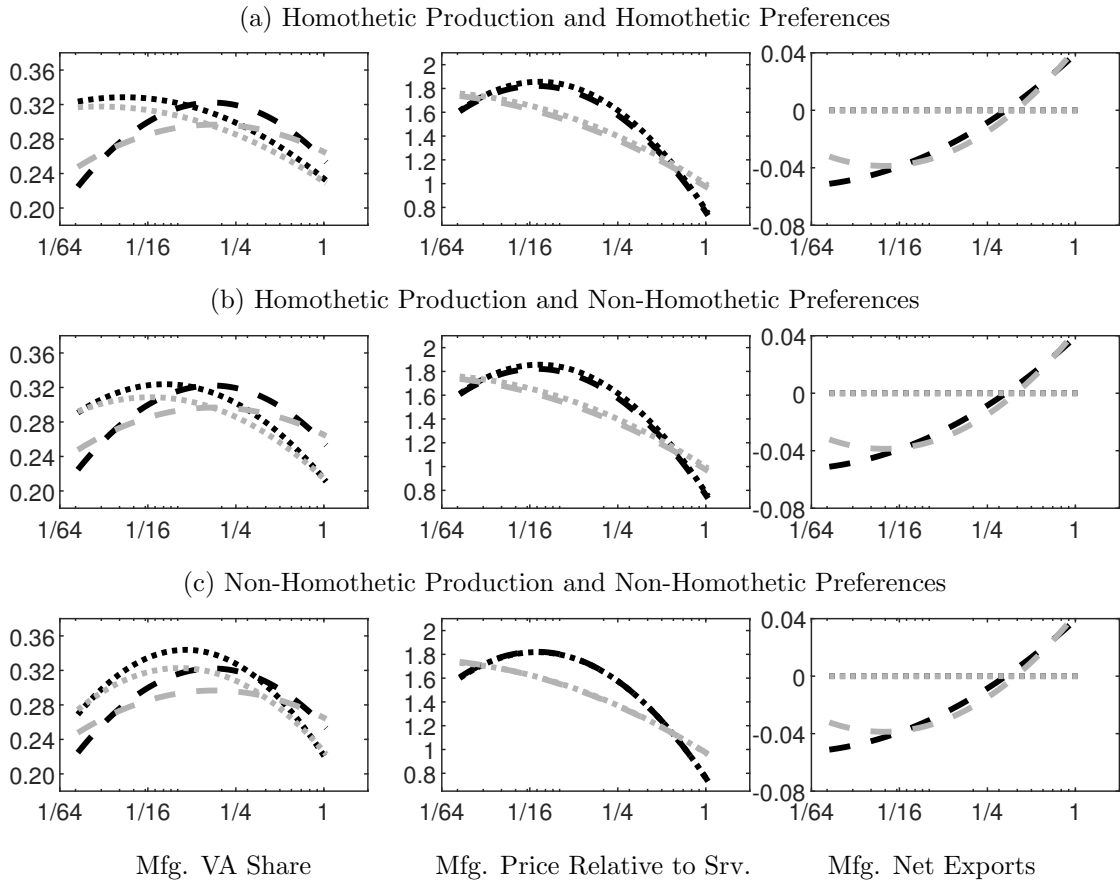 (a) Homothetic Production and Homothetic Preferences
0.36 2 0.04
0.32 1.8
1.6 0
0.28 1.4
0.24 1.2 -0.04
1
0.20 0.8
-0.08
1/64 1/16 1/4 1 1/64 1/16 1/4 1 1/64 1/16 1/4 1
(b) Homothetic Production and Non-Homothetic Preferences
0.36 2 0.04
0.32 1.8
1.6 0
0.28 1.4
0.24 1.2 -0.04
1
0.20 0.8
-0.08
1/64 1/16 1/4 1 1/64 1/16 1/4 1 1/64 1/16 1/4 1
(c) Non-Homothetic Production and Non-Homothetic Preferences
0.36 2 0.04
0.32 1.8
1.6 0
0.28 1.4
0.24 1.2 -0.04
1
0.20 0.8
-0.08
1/64 1/16 1/4 1 1/64 1/16 1/4 1 1/64 1/16 1/4 1
Mfg. VA Share Mfg. Price Relative to Srv. Mfg. Net Exports